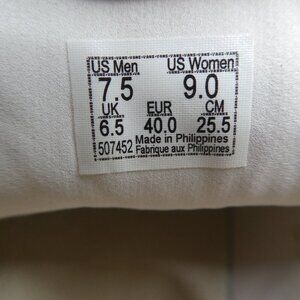 US Men US Women
7.5 9.0
UK EUR CM
6.5 40.0 25.5
507452 Made in Philippines
Fabrique aux Philippines